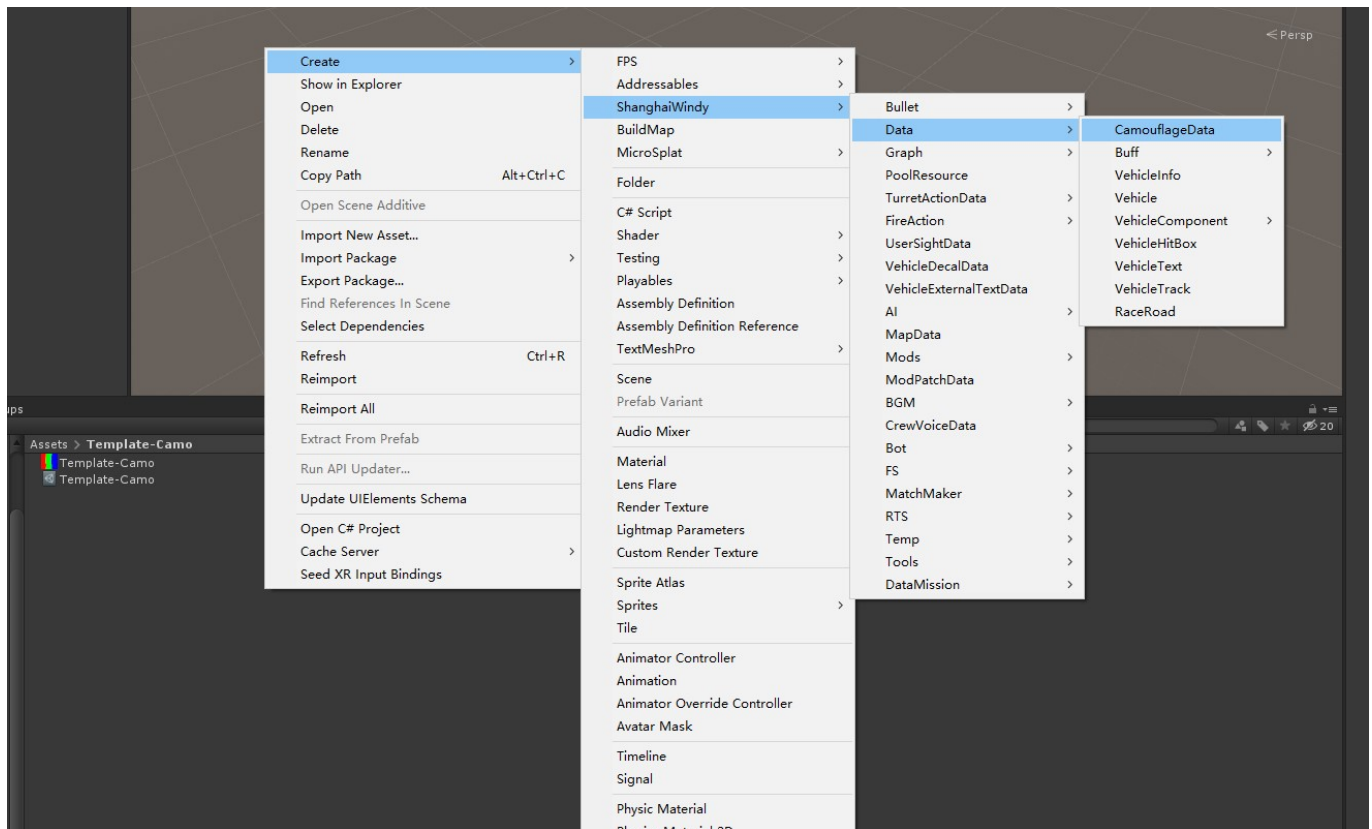 Persp
Create
Show in Explorer
Open
Delete
Rename
Copy Path Alt+Ctrl+C
Open Scene Additive
Import New Asset...
Import Package
Export Package...
Find References In Scene
Select Dependencies
Refresh Ctrl+R
Reimport
Reimport All
Extract From Prefab
Run API Updater...
Update UIElements Schema
Open C# Project
Cache Server
Seed XR Input Bindings
FPS
Addressables
ShanghaiWindy
BuildMap
MicroSplat
Folder
C# Script
Shader
Testing
Playables
Assembly Definition
Assembly Definition Reference
TextMeshPro
Scene
Prefab Variant
Audio Mixer
Material
Lens Flare
Render Texture
Lightmap Parameters
Custom Render Texture
Sprite Atlas
Sprites
Tile
Animator Controller
Animation
Animator Override Controller
Avatar Mask
Timeline
Signal
Physic Material
Bullet
Data
Graph
PoolResource
TurretActionData
FireAction
UserSightData
VehicleDecalData
VehicleExternalTextData
AI
MapData
Mods
ModPatchData
BGM
CrewVoiceData
Bot
FS
MatchMaker
RTS
Temp
Tools
DataMission
CamouflageData
Buff
VehicleInfo
Vehicle
VehicleComponent
VehicleHitBox
VehicleText
VehicleTrack
RaceRoad
20
Assets > Template-Camo
Template-Camo
Template-Camo